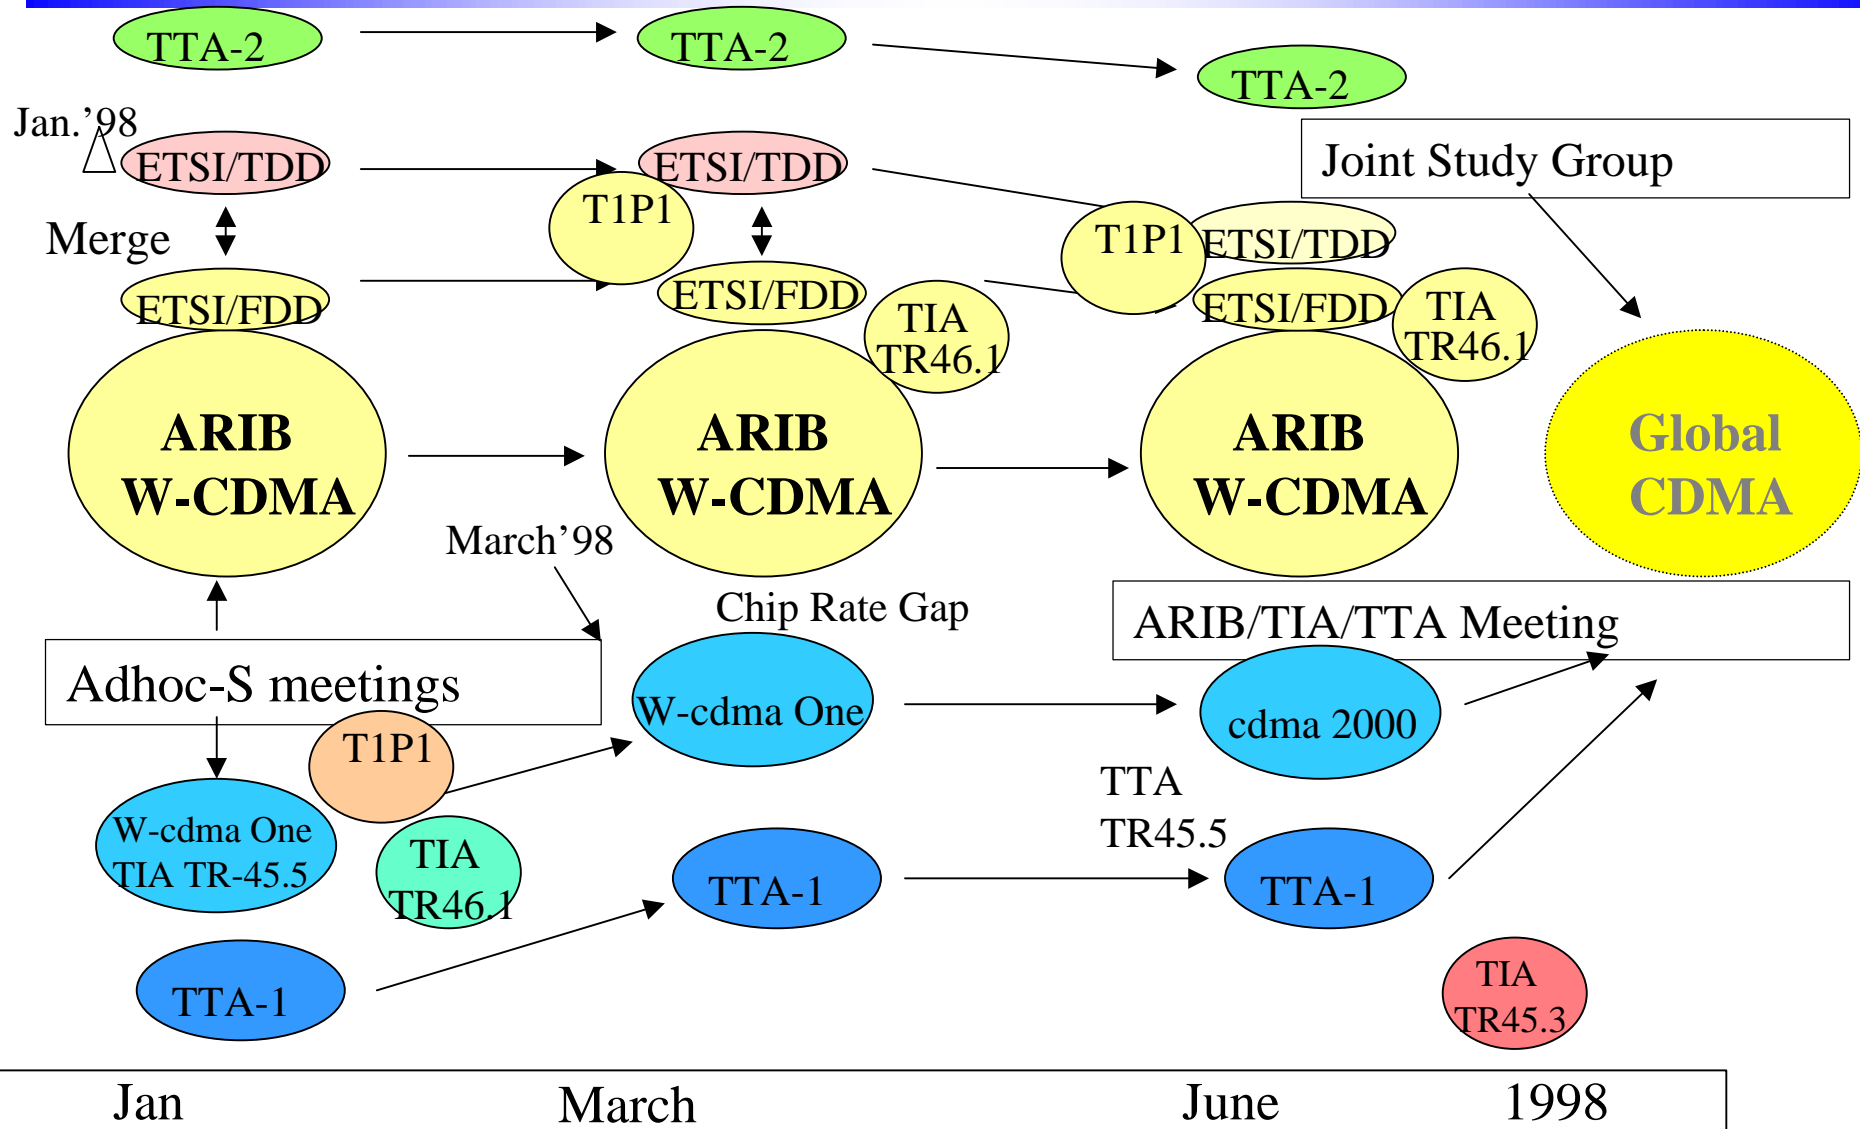 TTA-2
TTA-2
TTA-2
Jan.’98
ETSI/TDD
ETSI/TDD
Joint Study Group
T1P1
Merge
T1P1
ETSI/TDD
ETSI/FDD
ETSI/FDD
TIA
TR46.1
ETSI/FDD
TIA
TR46.1
ARIB
W-CDMA
ARIB
W-CDMA
ARIB
W-CDMA
Global
CDMA
March’98
Chip Rate Gap
ARIB/TIA/TTA Meeting
Adhoc-S meetings
W-cdma One
cdma 2000
T1P1
TTA
TR45.5
W-cdma One
TIA TR-45.5
TIA
TR46.1
TTA-1
TTA-1
TTA-1
TIA
TR45.3
Jan
March
June
1998